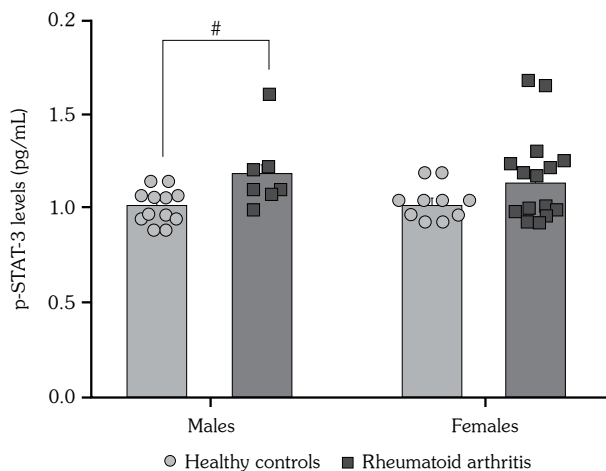 p-STAT-3 levels (pg/mL)
0.2
1.5
1.0
0.5
0.0
#
Males
Females
Healthy controls
Rheumatoid arthritis